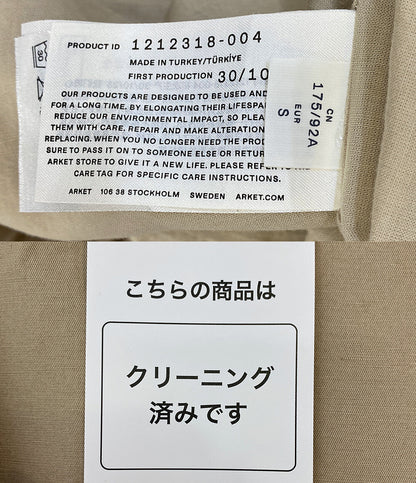 PRODUCT ID 1212318-004
MADE IN TURKEY/TÜRKİYE
FIRST PRODUCTION 30/10
OUR PRODUCTS ARE DESIGNED TO BE USED AND
FOR A LONG TIME. BY ELONGATING THEIR LIFESPA
REDUCE OUR ENVIRONMENTAL IMPACT, SO PLEA
THEM WITH CARE. REPAIR AND MAKE ALTERATION
REPLACING. WHEN YOU NO LONGER NEED THE PROD
SURE TO PASS IT ON TO SOMEONE ELSE OR RETUR
ARKET STORE TO GIVE IT A NEW LIFE. PLEASE REFER TO
CARE TAG FOR SPECIFIC CARE INSTRUCTIONS.
ARKET 106 38 STOCKHOLM SWEDEN ARKET.COM
CN
175/92A
EUR
S
30
こちらの商品は
クリーニング
済みです